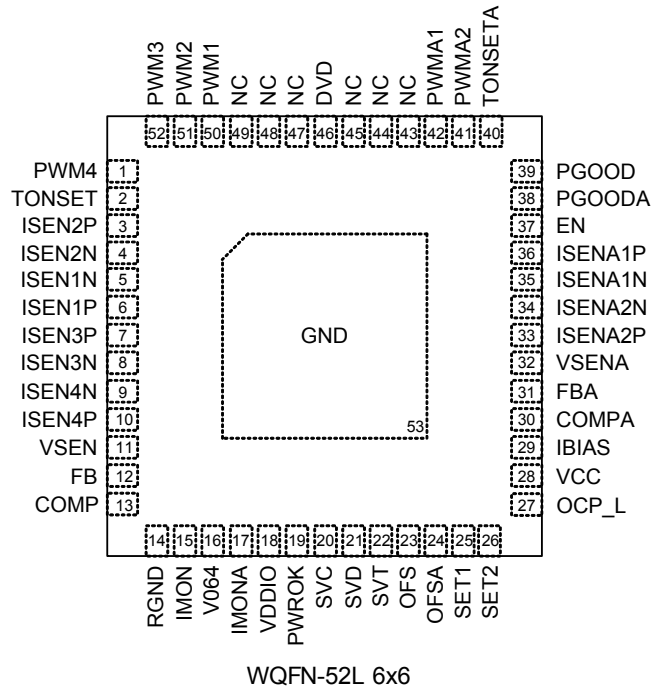 PWM3 PWM2 PWM1 NC NC NC DVD NC NC NC PWMA1 PWMA2 TONSETA
52 51 50 49 48 47 46 45 44 43 42 41 40
PWM4 1
TONSET 2
ISEN2P 3
ISEN2N 4
ISEN1N 5
ISEN1P 6
ISEN3P 7
ISEN3N 8
ISEN4N 9
ISEN4P 10
VSEN 11
FB 12
COMP 13
GND
53
39 PGOOD
38 PGOODA
37 EN
36 ISENA1P
35 ISENA1N
34 ISENA2N
33 ISENA2P
32 VSENA
31 FBA
30 COMPA
29 IBIAS
28 VCC
27 OCP_L
14 15 16 17 18 19 20 21 22 23 24 25 26
RGND IMON V064 IMONA VDDIO PWROK SVC SVD SVT OFS OFSA SET1 SET2
WQFN-52L 6x6